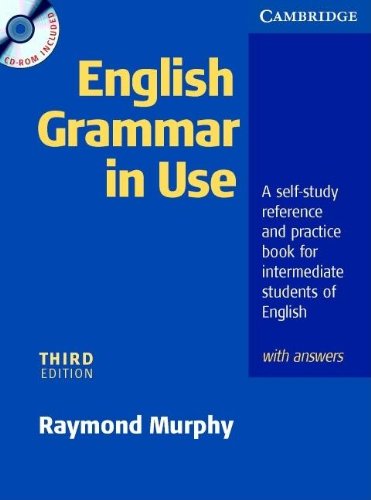 CAMBRIDGE
CD-ROM INCLUDED
English
Grammar
in Use
A self-study
reference
and practice
book for
intermediate
students of
English
with answers
THIRD
EDITION
Raymond Murphy